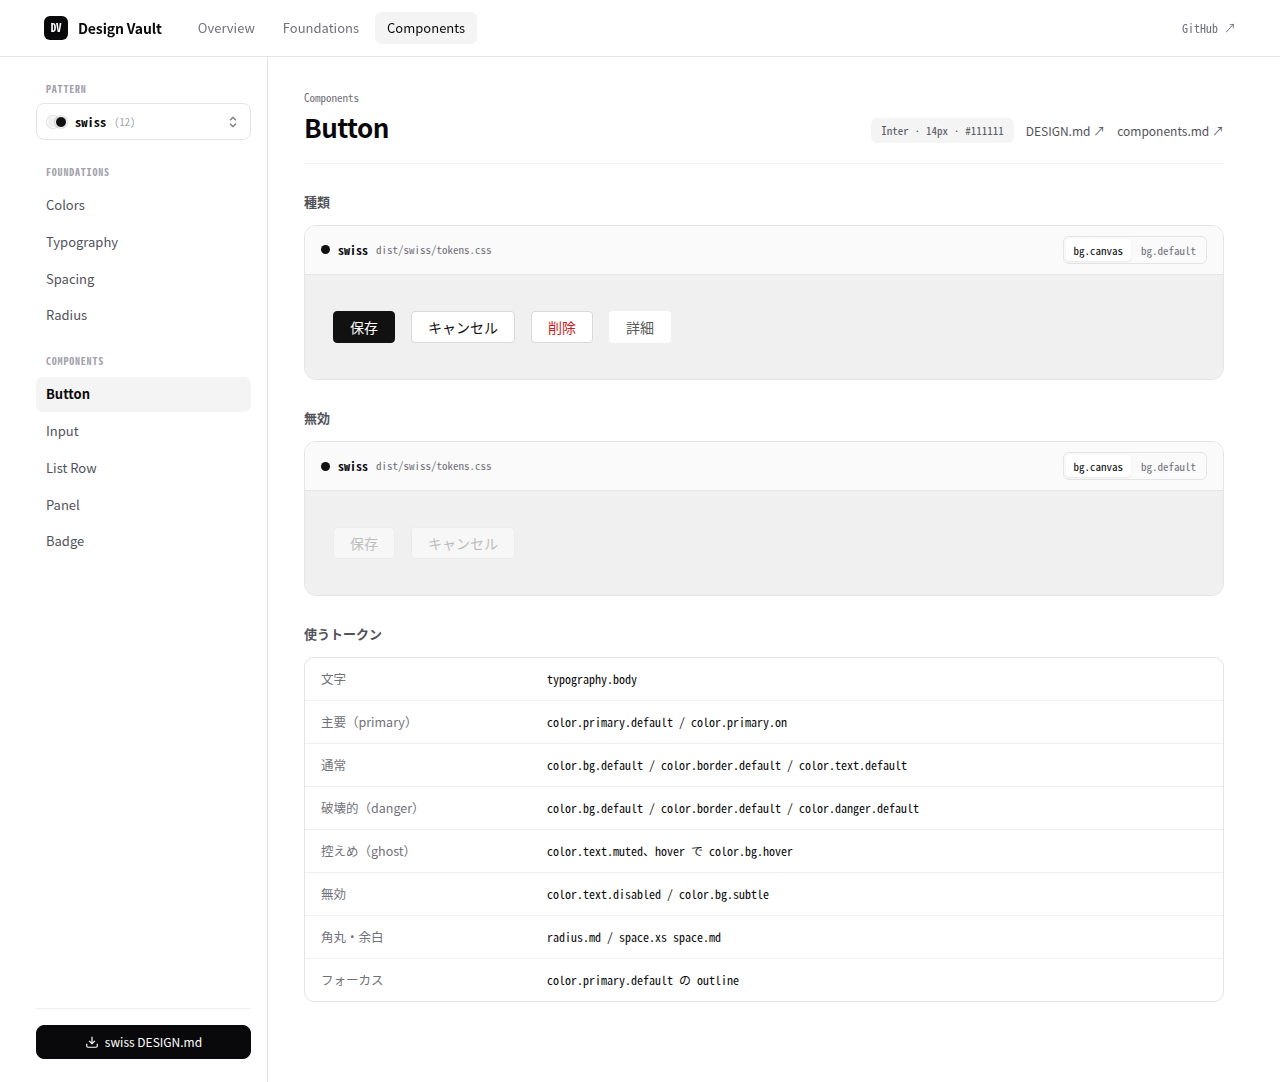 DV Design Vault Overview Foundations Components GitHub ↗
PATTERN
swiss (12)
FOUNDATIONS
Colors
Typography
Spacing
Radius
COMPONENTS
Button
Input
List Row
Panel
Badge
swiss DESIGN.md
Components
Button
Inter · 14px · #111111 DESIGN.md ↗ components.md ↗
種類
swiss dist/swiss/tokens.css bg.canvas bg.default
保存 キャンセル 削除 詳細
無効
swiss dist/swiss/tokens.css bg.canvas bg.default
保存 キャンセル
使うトークン
文字 typography.body
主要（primary） color.primary.default / color.primary.on
通常 color.bg.default / color.border.default / color.text.default
破壊的（danger） color.bg.default / color.border.default / color.danger.default
控えめ（ghost） color.text.muted、hover で color.bg.hover
無効 color.text.disabled / color.bg.subtle
角丸・余白 radius.md / space.xs space.md
フォーカス color.primary.default の outline